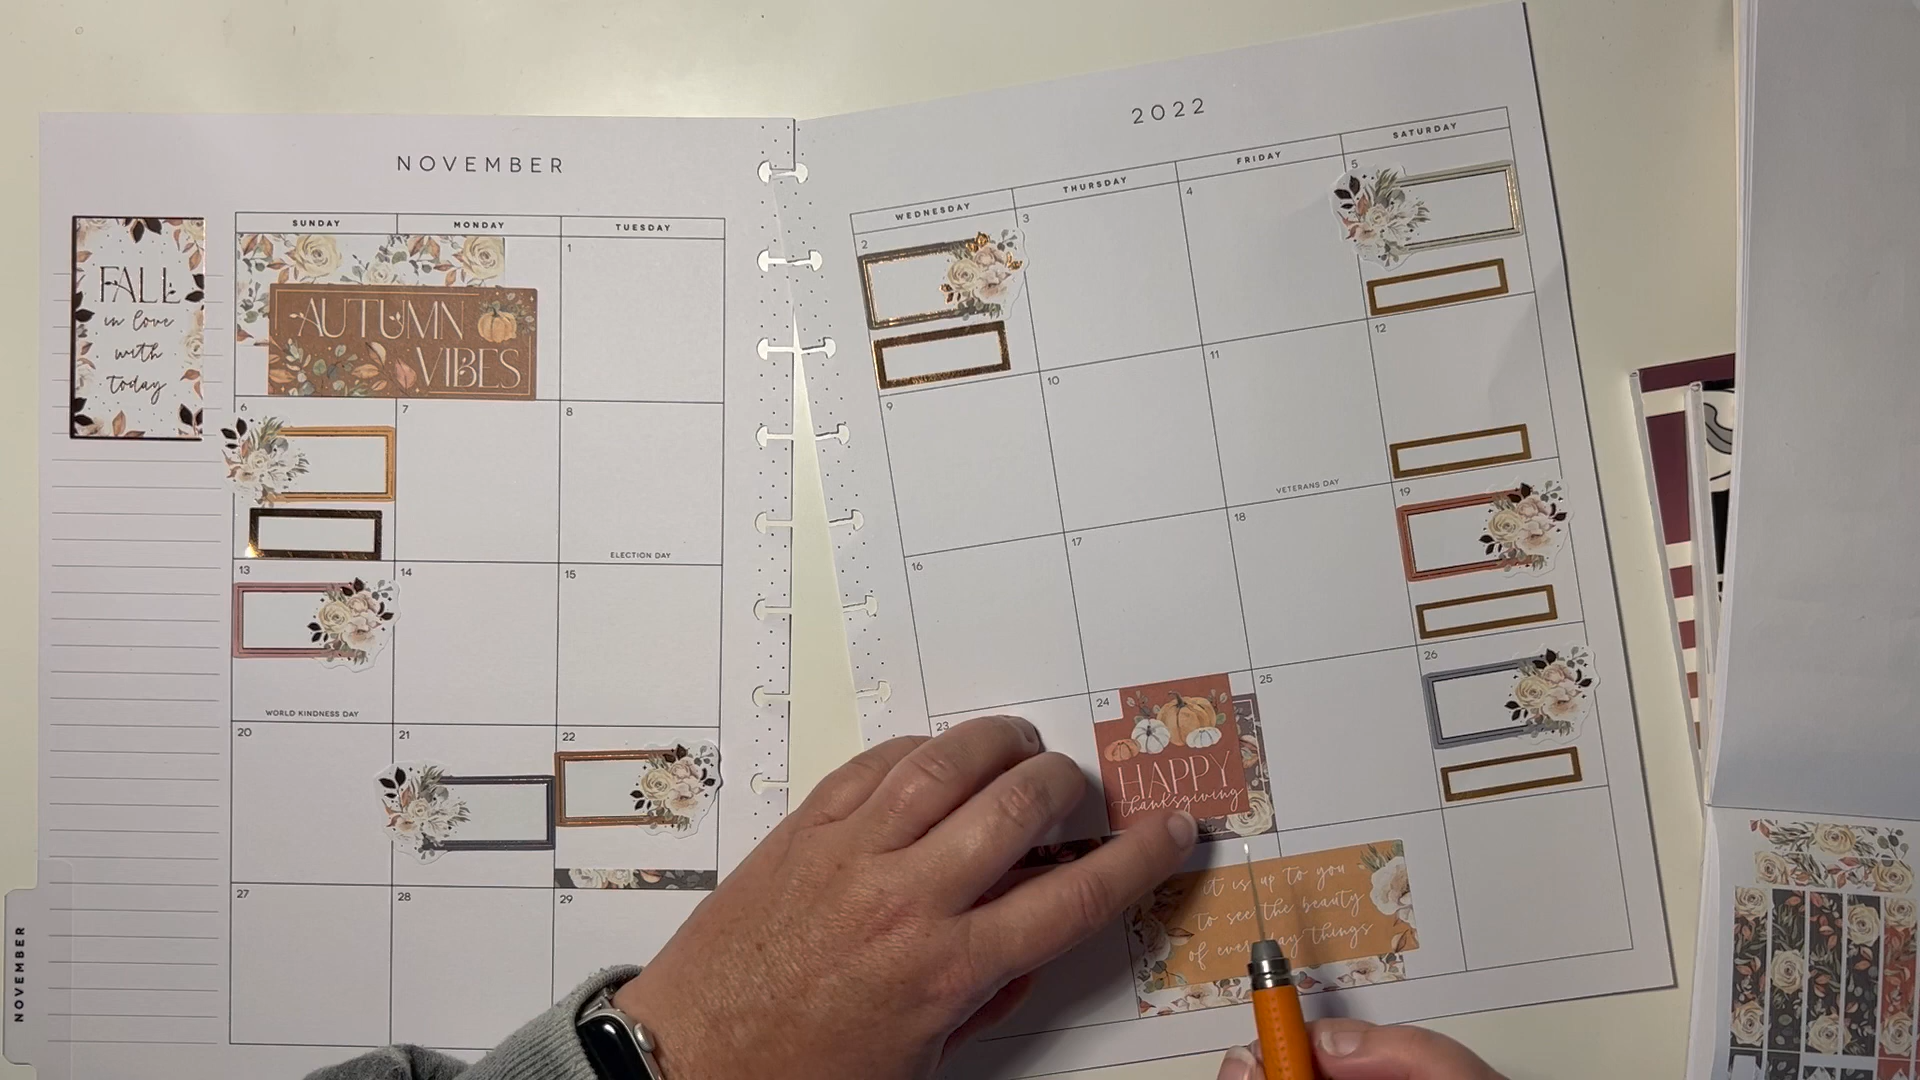 NOVEMBER
2022
SUNDAY MONDAY TUESDAY
WEDNESDAY THURSDAY FRIDAY SATURDAY
FALL
in love
with
today
AUTUMN
VIBES
1
2
3
4
5
6
7
8
ELECTION DAY
9
10
11
VETERANS DAY
12
13
WORLD KINDNESS DAY
14
15
16
17
18
19
20
21
22
23
24
HAPPY
thanksgiving
25
26
27
28
29
it is up to you
to see the beauty
of everyday things
NOVEMBER